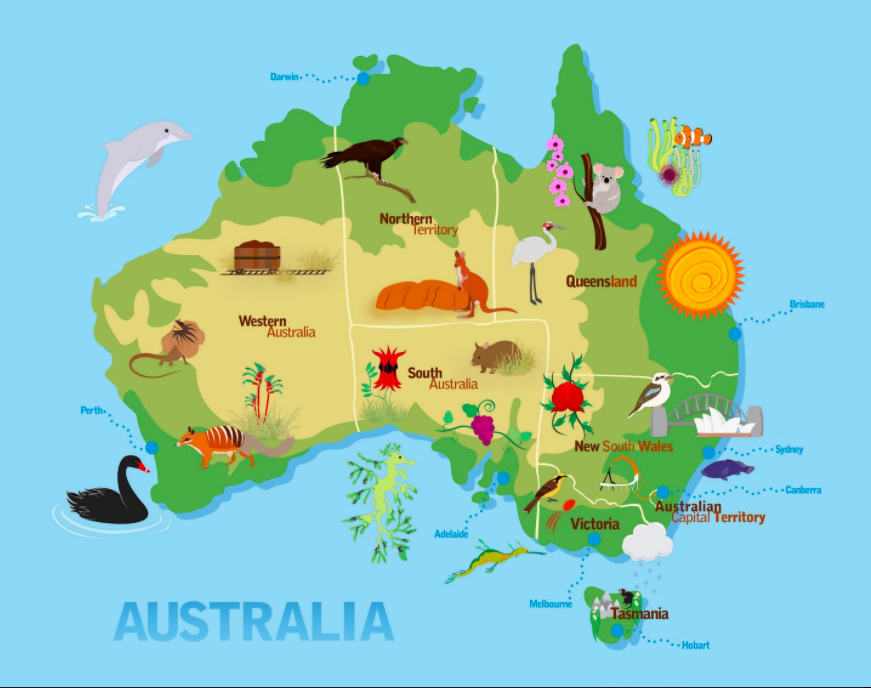 Darwin
Northern
Territory
Queensland
Brisbane
Western
Australia
South
Australia
Perth
New South Wales
Sydney
Canberra
Australian
Capital Territory
Victoria
Adelaide
Melbourne
Tasmania
Hobart
AUSTRALIA